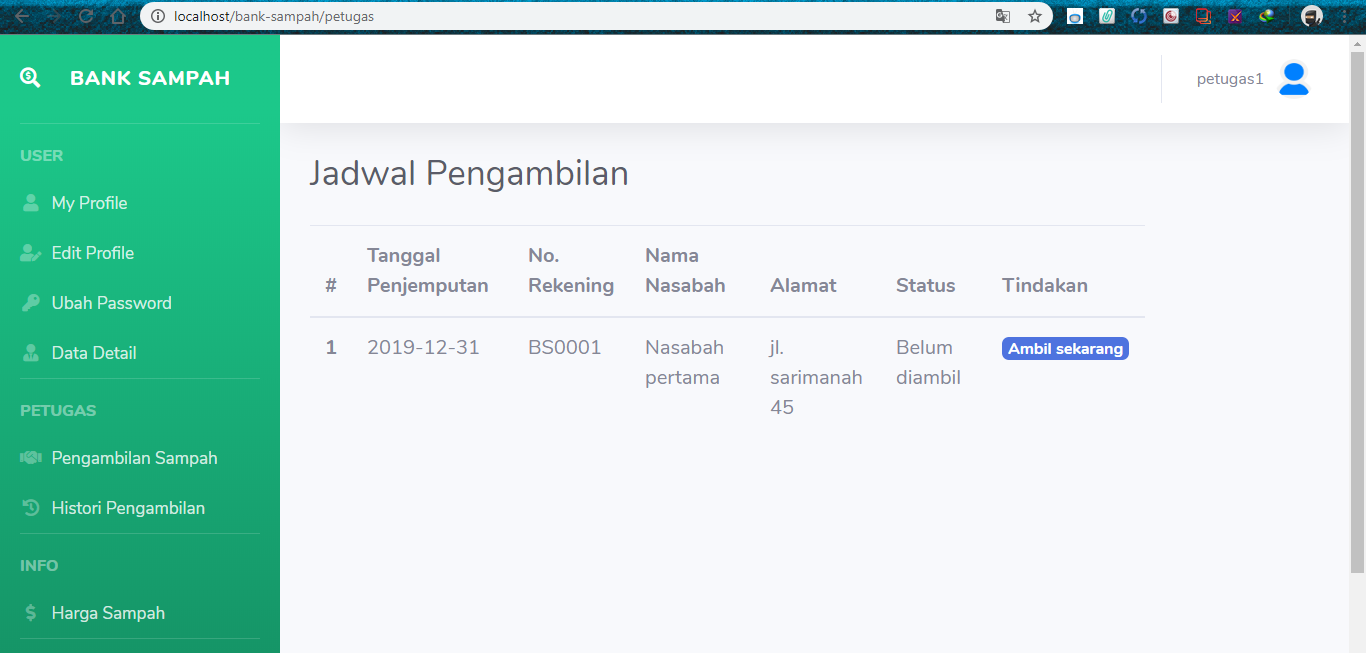 localhost/bank-sampah/petugas
BANK SAMPAH
petugas1
USER
My Profile
Edit Profile
Ubah Password
Data Detail
PETUGAS
Pengambilan Sampah
Histori Pengambilan
INFO
Harga Sampah
Jadwal Pengambilan
# Tanggal Penjemputan No. Rekening Nama Nasabah Alamat Status Tindakan
1 2019-12-31 BS0001 Nasabah pertama jl. sarimanah 45 Belum diambil Ambil sekarang